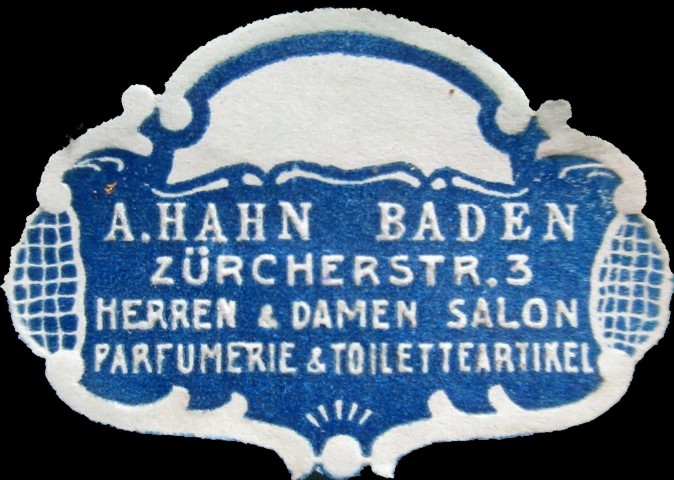 A. HAHN BADEN
ZÜRCHERSTR. 3
HERREN & DAMEN SALON
PARFUMERIE & TOILETTEARTIKEL